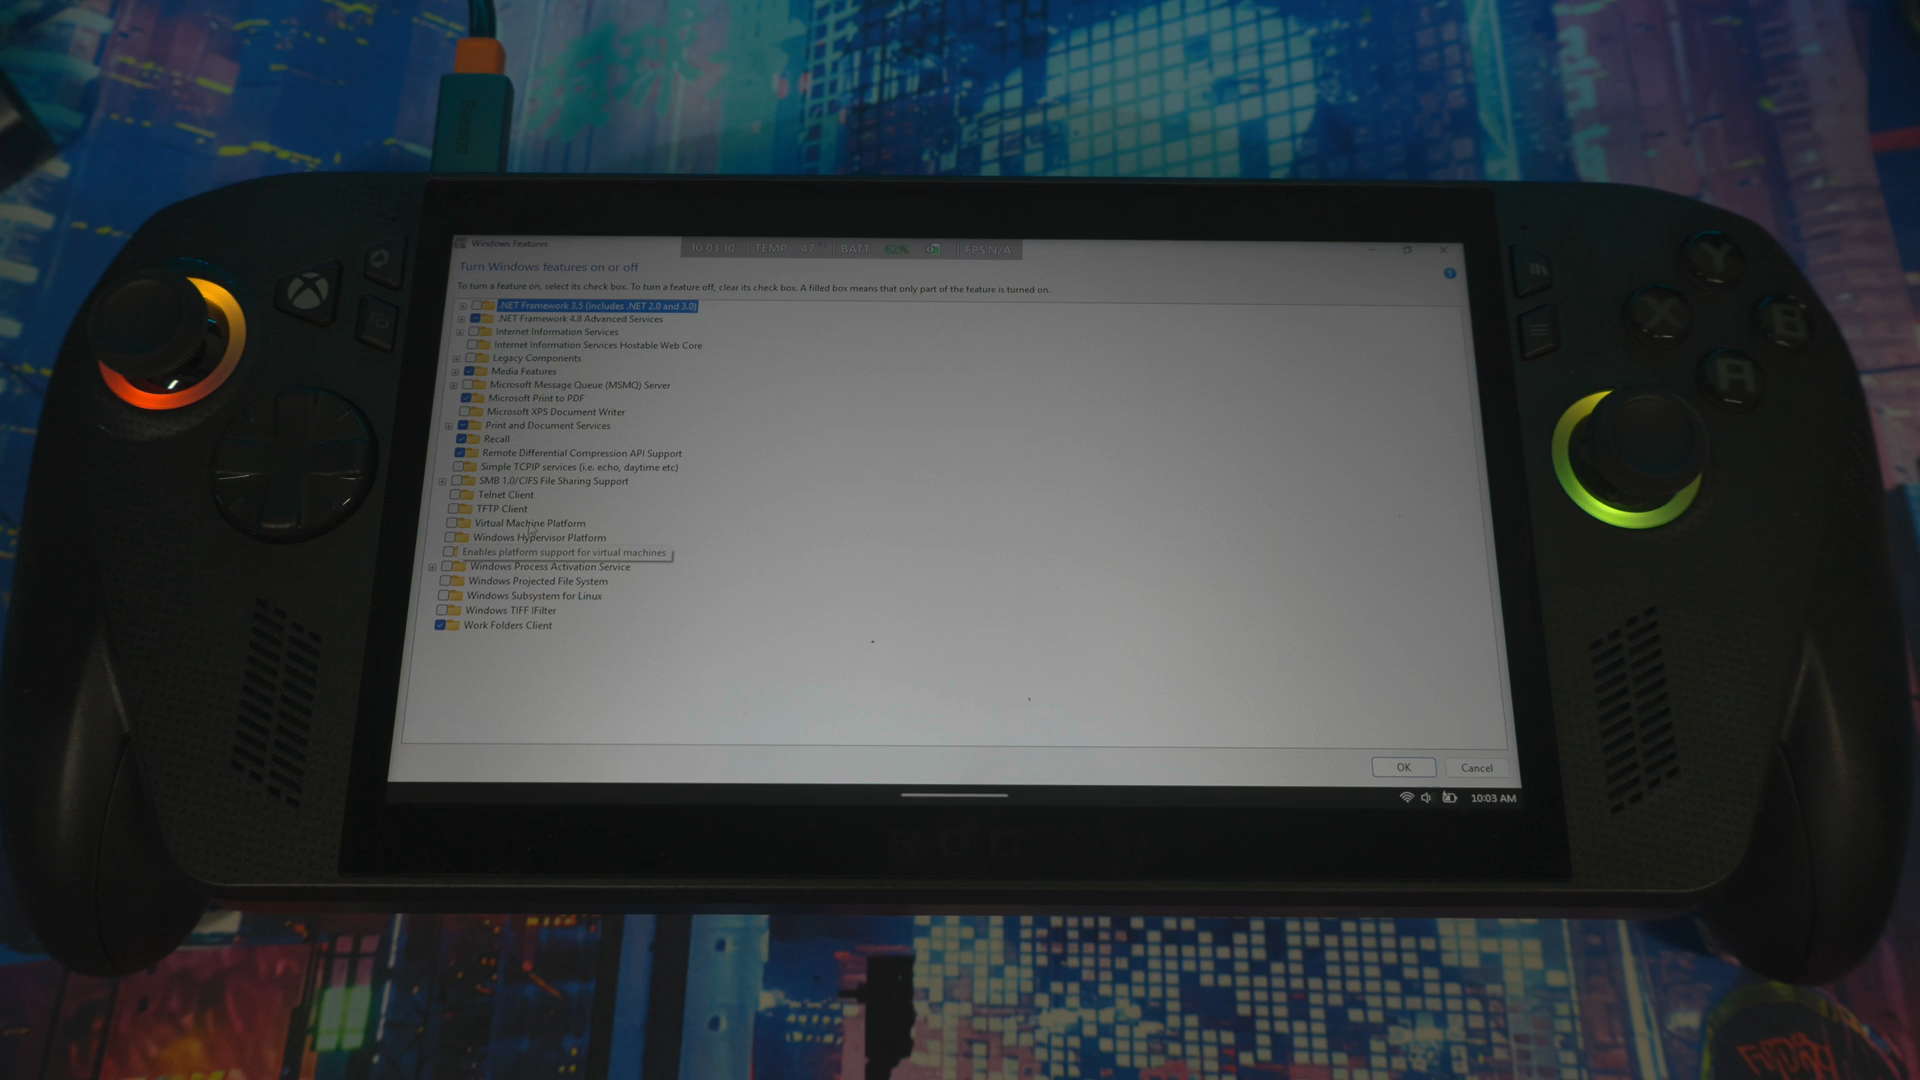 Baseus
Windows Features
10:03:10 | TEMP 47°C | BATT 62% | FPS N/A
Turn Windows features on or off
To turn a feature on, select its check box. To turn a feature off, clear its check box. A filled box means that only part of the feature is turned on.
.NET Framework 3.5 (includes .NET 2.0 and 3.0)
.NET Framework 4.8 Advanced Services
Internet Information Services
Internet Information Services Hostable Web Core
Legacy Components
Media Features
Microsoft Message Queue (MSMQ) Server
Microsoft Print to PDF
Microsoft XPS Document Writer
Print and Document Services
Recall
Remote Differential Compression API Support
Simple TCPIP services (i.e. echo, daytime etc)
SMB 1.0/CIFS File Sharing Support
Telnet Client
TFTP Client
Virtual Machine Platform
Windows Hypervisor Platform
Enables platform support for virtual machines
Windows Process Activation Service
Windows Projected File System
Windows Subsystem for Linux
Windows TIFF IFilter
Work Folders Client
OK
Cancel
10:03 AM
Y
X
B
A
ROG